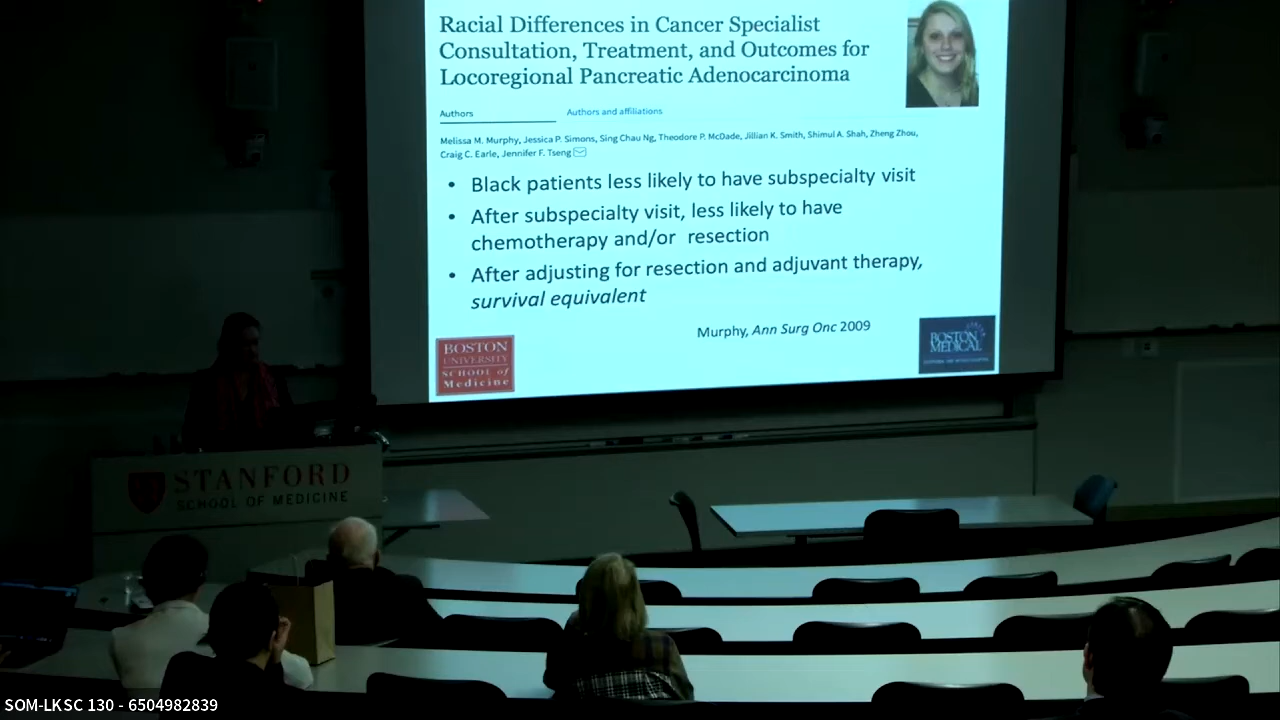 Racial Differences in Cancer Specialist
Consultation, Treatment, and Outcomes for
Locoregional Pancreatic Adenocarcinoma
Authors
Authors and affiliations
Melissa M. Murphy, Jessica P. Simons, Sing Chau Ng, Theodore P. McDade, Jillian K. Smith, Shimul A. Shah, Zheng Zhou,
Craig C. Earle, Jennifer F. Tseng
• Black patients less likely to have subspecialty visit
• After subspecialty visit, less likely to have
chemotherapy and/or resection
• After adjusting for resection and adjuvant therapy,
survival equivalent
Murphy, Ann Surg Onc 2009
BOSTON
UNIVERSITY
SCHOOL of
Medicine
BOSTON
MEDICAL
STANFORD
SCHOOL OF MEDICINE
SOM-LKSC 130 - 6504982839